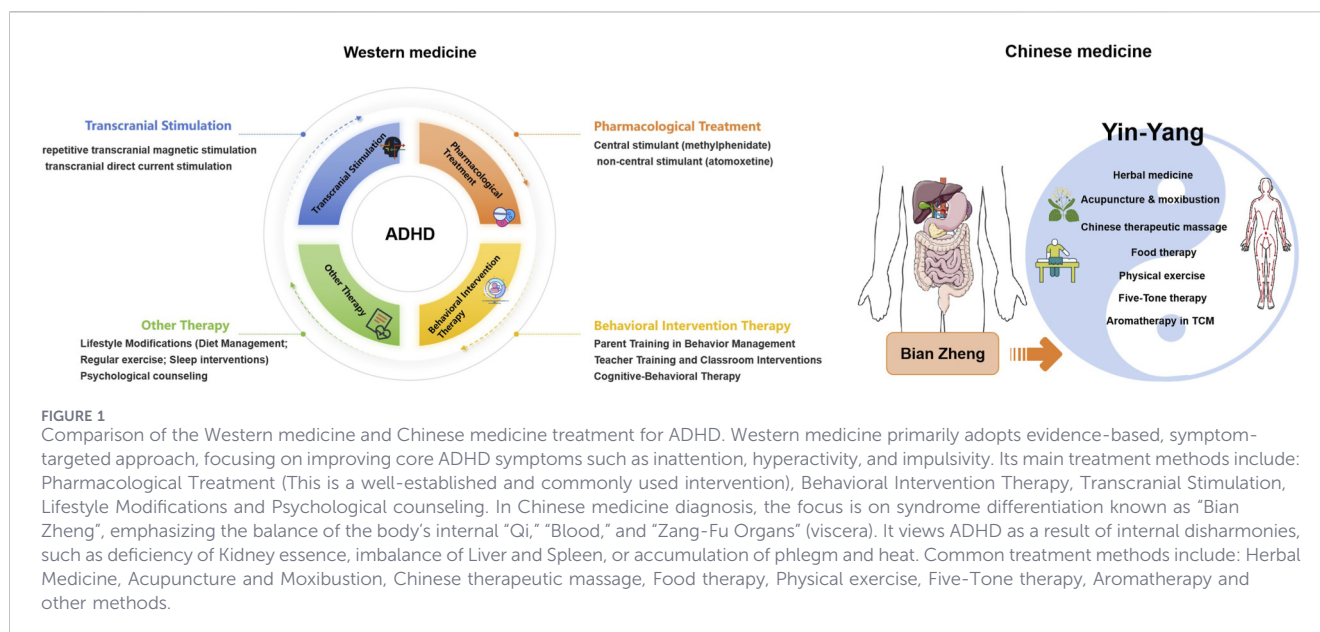 Western medicine
Transcranial Stimulation
repetitive transcranial magnetic stimulation
transcranial direct current stimulation
Pharmacological Treatment
Central stimulant (methylphenidate)
non-central stimulant (atomoxetine)
Transcranial Stimulation
Pharmacological
Treatment
ADHD
Other Therapy
Behavioral Intervention
Therapy
Other Therapy
Lifestyle Modifications (Diet Management;
Regular exercise; Sleep interventions)
Psychological counseling
Behavioral Intervention Therapy
Parent Training in Behavior Management
Teacher Training and Classroom Interventions
Cognitive-Behavioral Therapy
Chinese medicine
Yin-Yang
Herbal medicine
Acupuncture & moxibustion
Chinese therapeutic massage
Food therapy
Physical exercise
Five-Tone therapy
Aromatherapy in TCM
Bian Zheng
FIGURE 1
Comparison of the Western medicine and Chinese medicine treatment for ADHD. Western medicine primarily adopts evidence-based, symptom-
targeted approach, focusing on improving core ADHD symptoms such as inattention, hyperactivity, and impulsivity. Its main treatment methods include:
Pharmacological Treatment (This is a well-established and commonly used intervention), Behavioral Intervention Therapy, Transcranial Stimulation,
Lifestyle Modifications and Psychological counseling. In Chinese medicine diagnosis, the focus is on syndrome differentiation known as “Bian
Zheng”, emphasizing the balance of the body’s internal “Qi,” “Blood,” and “Zang-Fu Organs” (viscera). It views ADHD as a result of internal disharmonies,
such as deficiency of Kidney essence, imbalance of Liver and Spleen, or accumulation of phlegm and heat. Common treatment methods include: Herbal
Medicine, Acupuncture and Moxibustion, Chinese therapeutic massage, Food therapy, Physical exercise, Five-Tone therapy, Aromatherapy and
other methods.